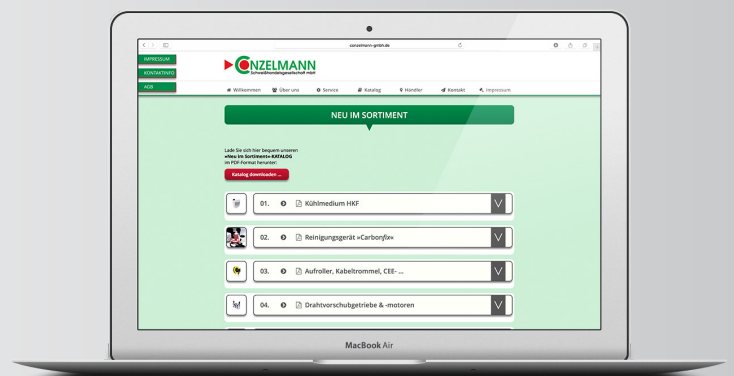 conzelmann-gmbh.de
IMPRESSUM
KONTAKTINFO
AGB
CONZELMANN
Schweißhandelsgesellschaft mbH
Willkommen Über uns Service Katalog Händler Kontakt Impressum
NEU IM SORTIMENT
Lade Sie sich hier bequem unseren
»Neu im Sortiment«-KATALOG
im PDF-Format herunter:
Katalog downloaden ...
01. Kühlmedium HKF
02. Reinigungsgerät »Carbonfix«
03. Aufroller, Kabeltrommel, CEE- ...
04. Drahtvorschubgetriebe & -motoren
MacBook Air